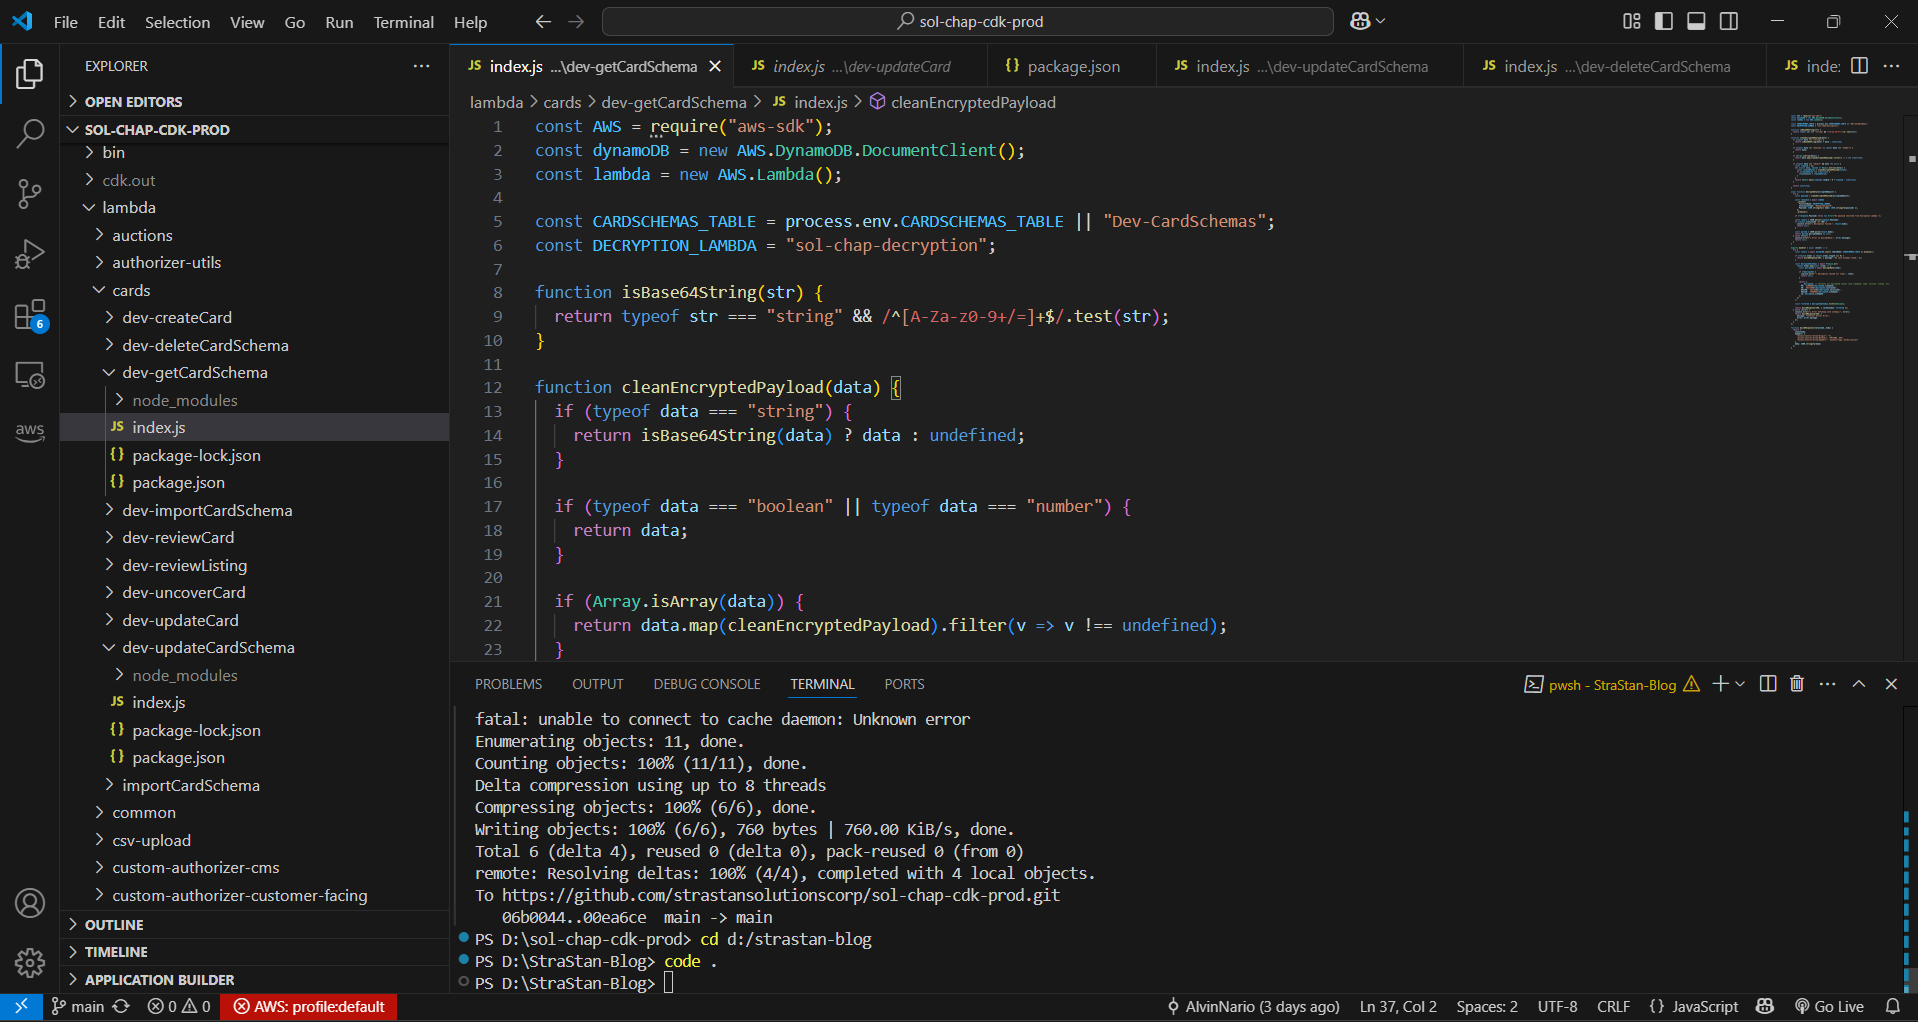 File Edit Selection View Go Run Terminal Help
sol-chap-cdk-prod
EXPLORER
OPEN EDITORS
SOL-CHAP-CDK-PROD
bin
cdk.out
lambda
auctions
authorizer-utils
cards
dev-createCard
dev-deleteCardSchema
dev-getCardSchema
node_modules
JS index.js
{} package-lock.json
{} package.json
dev-importCardSchema
dev-reviewCard
dev-reviewListing
dev-uncoverCard
dev-updateCard
dev-updateCardSchema
node_modules
JS index.js
{} package-lock.json
{} package.json
importCardSchema
common
csv-upload
custom-authorizer-cms
custom-authorizer-customer-facing
OUTLINE
TIMELINE
APPLICATION BUILDER
6
aws
JS index.js ...\dev-getCardSchema
JS index.js ...\dev-updateCard
{} package.json
JS index.js ...\dev-updateCardSchema
JS index.js ...\dev-deleteCardSchema
JS inde:
lambda > cards > dev-getCardSchema > JS index.js > cleanEncryptedPayload
1 const AWS = require("aws-sdk");
2 const dynamoDB = new AWS.DynamoDB.DocumentClient();
3 const lambda = new AWS.Lambda();
4
5 const CARDSCHEMAS_TABLE = process.env.CARDSCHEMAS_TABLE || "Dev-CardSchemas";
6 const DECRYPTION_LAMBDA = "sol-chap-decryption";
7
8 function isBase64String(str) {
9 return typeof str === "string" && /^[A-Za-z0-9+/=]+$/.test(str);
10 }
11
12 function cleanEncryptedPayload(data) {
13 if (typeof data === "string") {
14 return isBase64String(data) ? data : undefined;
15 }
16
17 if (typeof data === "boolean" || typeof data === "number") {
18 return data;
19 }
20
21 if (Array.isArray(data)) {
22 return data.map(cleanEncryptedPayload).filter(v => v !== undefined);
23 }
PROBLEMS OUTPUT DEBUG CONSOLE TERMINAL PORTS
pwsh - StraStan-Blog
fatal: unable to connect to cache daemon: Unknown error
Enumerating objects: 11, done.
Counting objects: 100% (11/11), done.
Delta compression using up to 8 threads
Compressing objects: 100% (6/6), done.
Writing objects: 100% (6/6), 760 bytes | 760.00 KiB/s, done.
Total 6 (delta 4), reused 0 (delta 0), pack-reused 0 (from 0)
remote: Resolving deltas: 100% (4/4), completed with 4 local objects.
To https://github.com/strastansolutionscorp/sol-chap-cdk-prod.git
06b0044..00ea6ce main -> main
PS D:\sol-chap-cdk-prod> cd d:/strastan-blog
PS D:\StraStan-Blog> code .
PS D:\StraStan-Blog>
main 0 0 AWS: profile:default
AlvinNario (3 days ago) Ln 37, Col 2 Spaces: 2 UTF-8 CRLF {} JavaScript Go Live